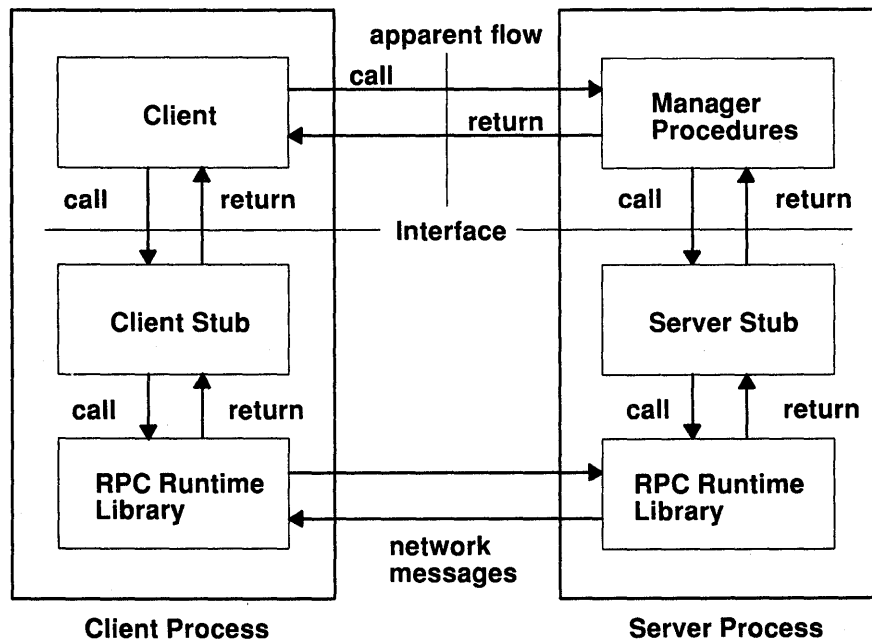 apparent flow
call
Client
Manager
Procedures
return
call
return
call
return
Interface
Client Stub
Server Stub
call
return
call
return
RPC Runtime
Library
RPC Runtime
Library
network
messages
Client Process
Server Process